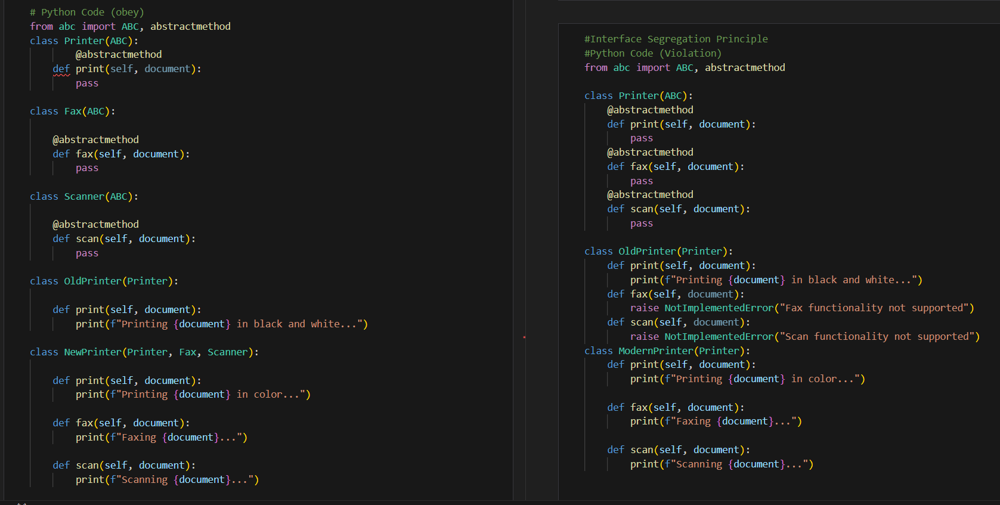 # Python Code (obey)
from abc import ABC, abstractmethod
class Printer(ABC):
        @abstractmethod
    def print(self, document):
        pass

class Fax(ABC):

    @abstractmethod
    def fax(self, document):
        pass

class Scanner(ABC):

    @abstractmethod
    def scan(self, document):
        pass

class OldPrinter(Printer):

    def print(self, document):
        print(f"Printing {document} in black and white...")

class NewPrinter(Printer, Fax, Scanner):

    def print(self, document):
        print(f"Printing {document} in color...")

    def fax(self, document):
        print(f"Faxing {document}...")

    def scan(self, document):
        print(f"Scanning {document}...")

#Interface Segregation Principle
#Python Code (Violation)
from abc import ABC, abstractmethod

class Printer(ABC):
    @abstractmethod
    def print(self, document):
        pass
    @abstractmethod
    def fax(self, document):
        pass
    @abstractmethod
    def scan(self, document):
        pass

class OldPrinter(Printer):
    def print(self, document):
        print(f"Printing {document} in black and white...")
    def fax(self, document):
        raise NotImplementedError("Fax functionality not supported")
    def scan(self, document):
        raise NotImplementedError("Scan functionality not supported")
class ModernPrinter(Printer):
    def print(self, document):
        print(f"Printing {document} in color...")

    def fax(self, document):
        print(f"Faxing {document}...")

    def scan(self, document):
        print(f"Scanning {document}...")